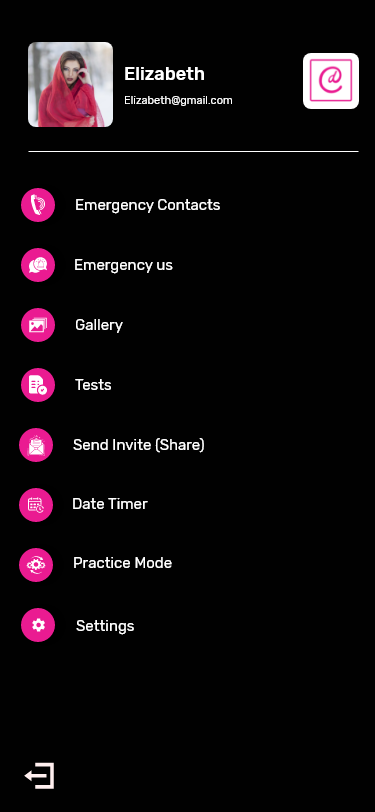 Elizabeth
Elizabeth@gmail.com
@
Emergency Contacts
Emergency us
Gallery
Tests
Send Invite (Share)
Date Timer
Practice Mode
Settings